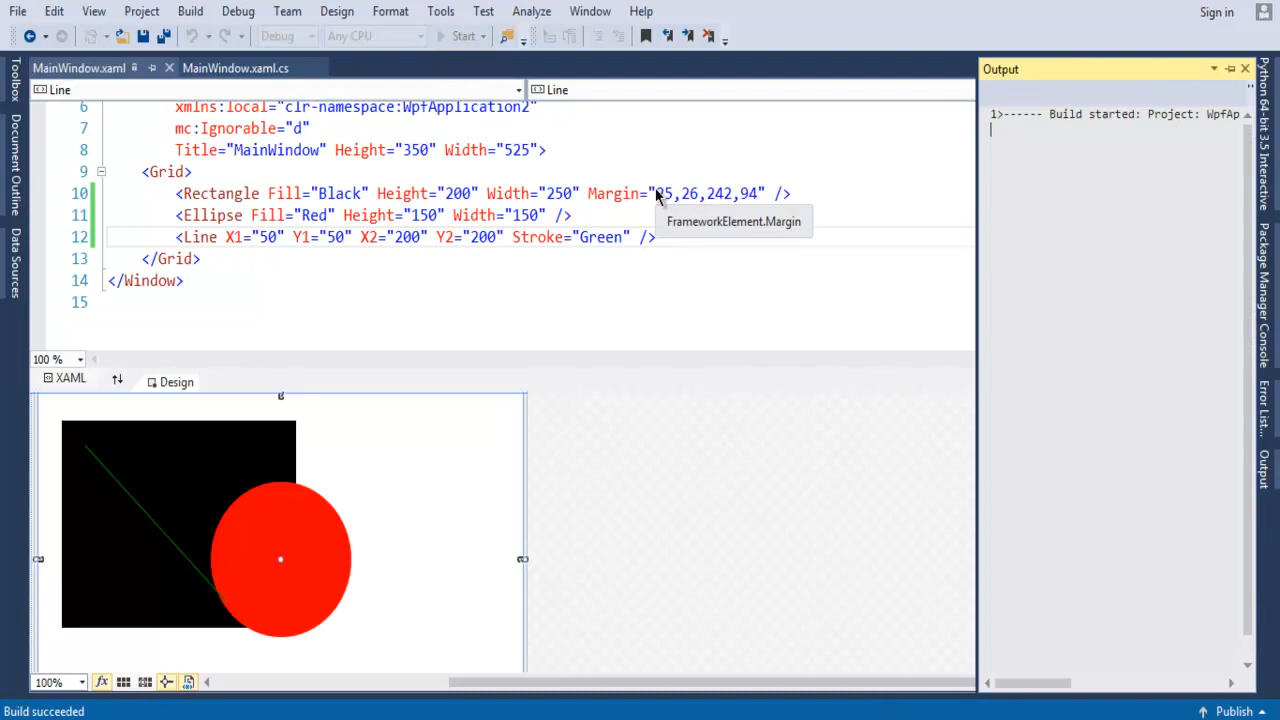 File Edit View Project Build Debug Team Design Format Tools Test Analyze Window Help Sign in
Debug Any CPU Start
MainWindow.xaml MainWindow.xaml.cs Output
Line Line
6 xmlns:local="clr-namespace:WpfApplication2"
7 mc:Ignorable="d"
8 Title="MainWindow" Height="350" Width="525">
9 <Grid>
10 <Rectangle Fill="Black" Height="200" Width="250" Margin="25,26,242,94" />
11 <Ellipse Fill="Red" Height="150" Width="150" />
FrameworkElement.Margin
12 <Line X1="50" Y1="50" X2="200" Y2="200" Stroke="Green" />
13 </Grid>
14 </Window>
15
1>------ Build started: Project: WpfAp
100 %
XAML Design
100% fx
Build succeeded Publish
Toolbox
Document Outline
Data Sources
Python 64-bit 3.5 Interactive
Package Manager Console
Error List...
Output